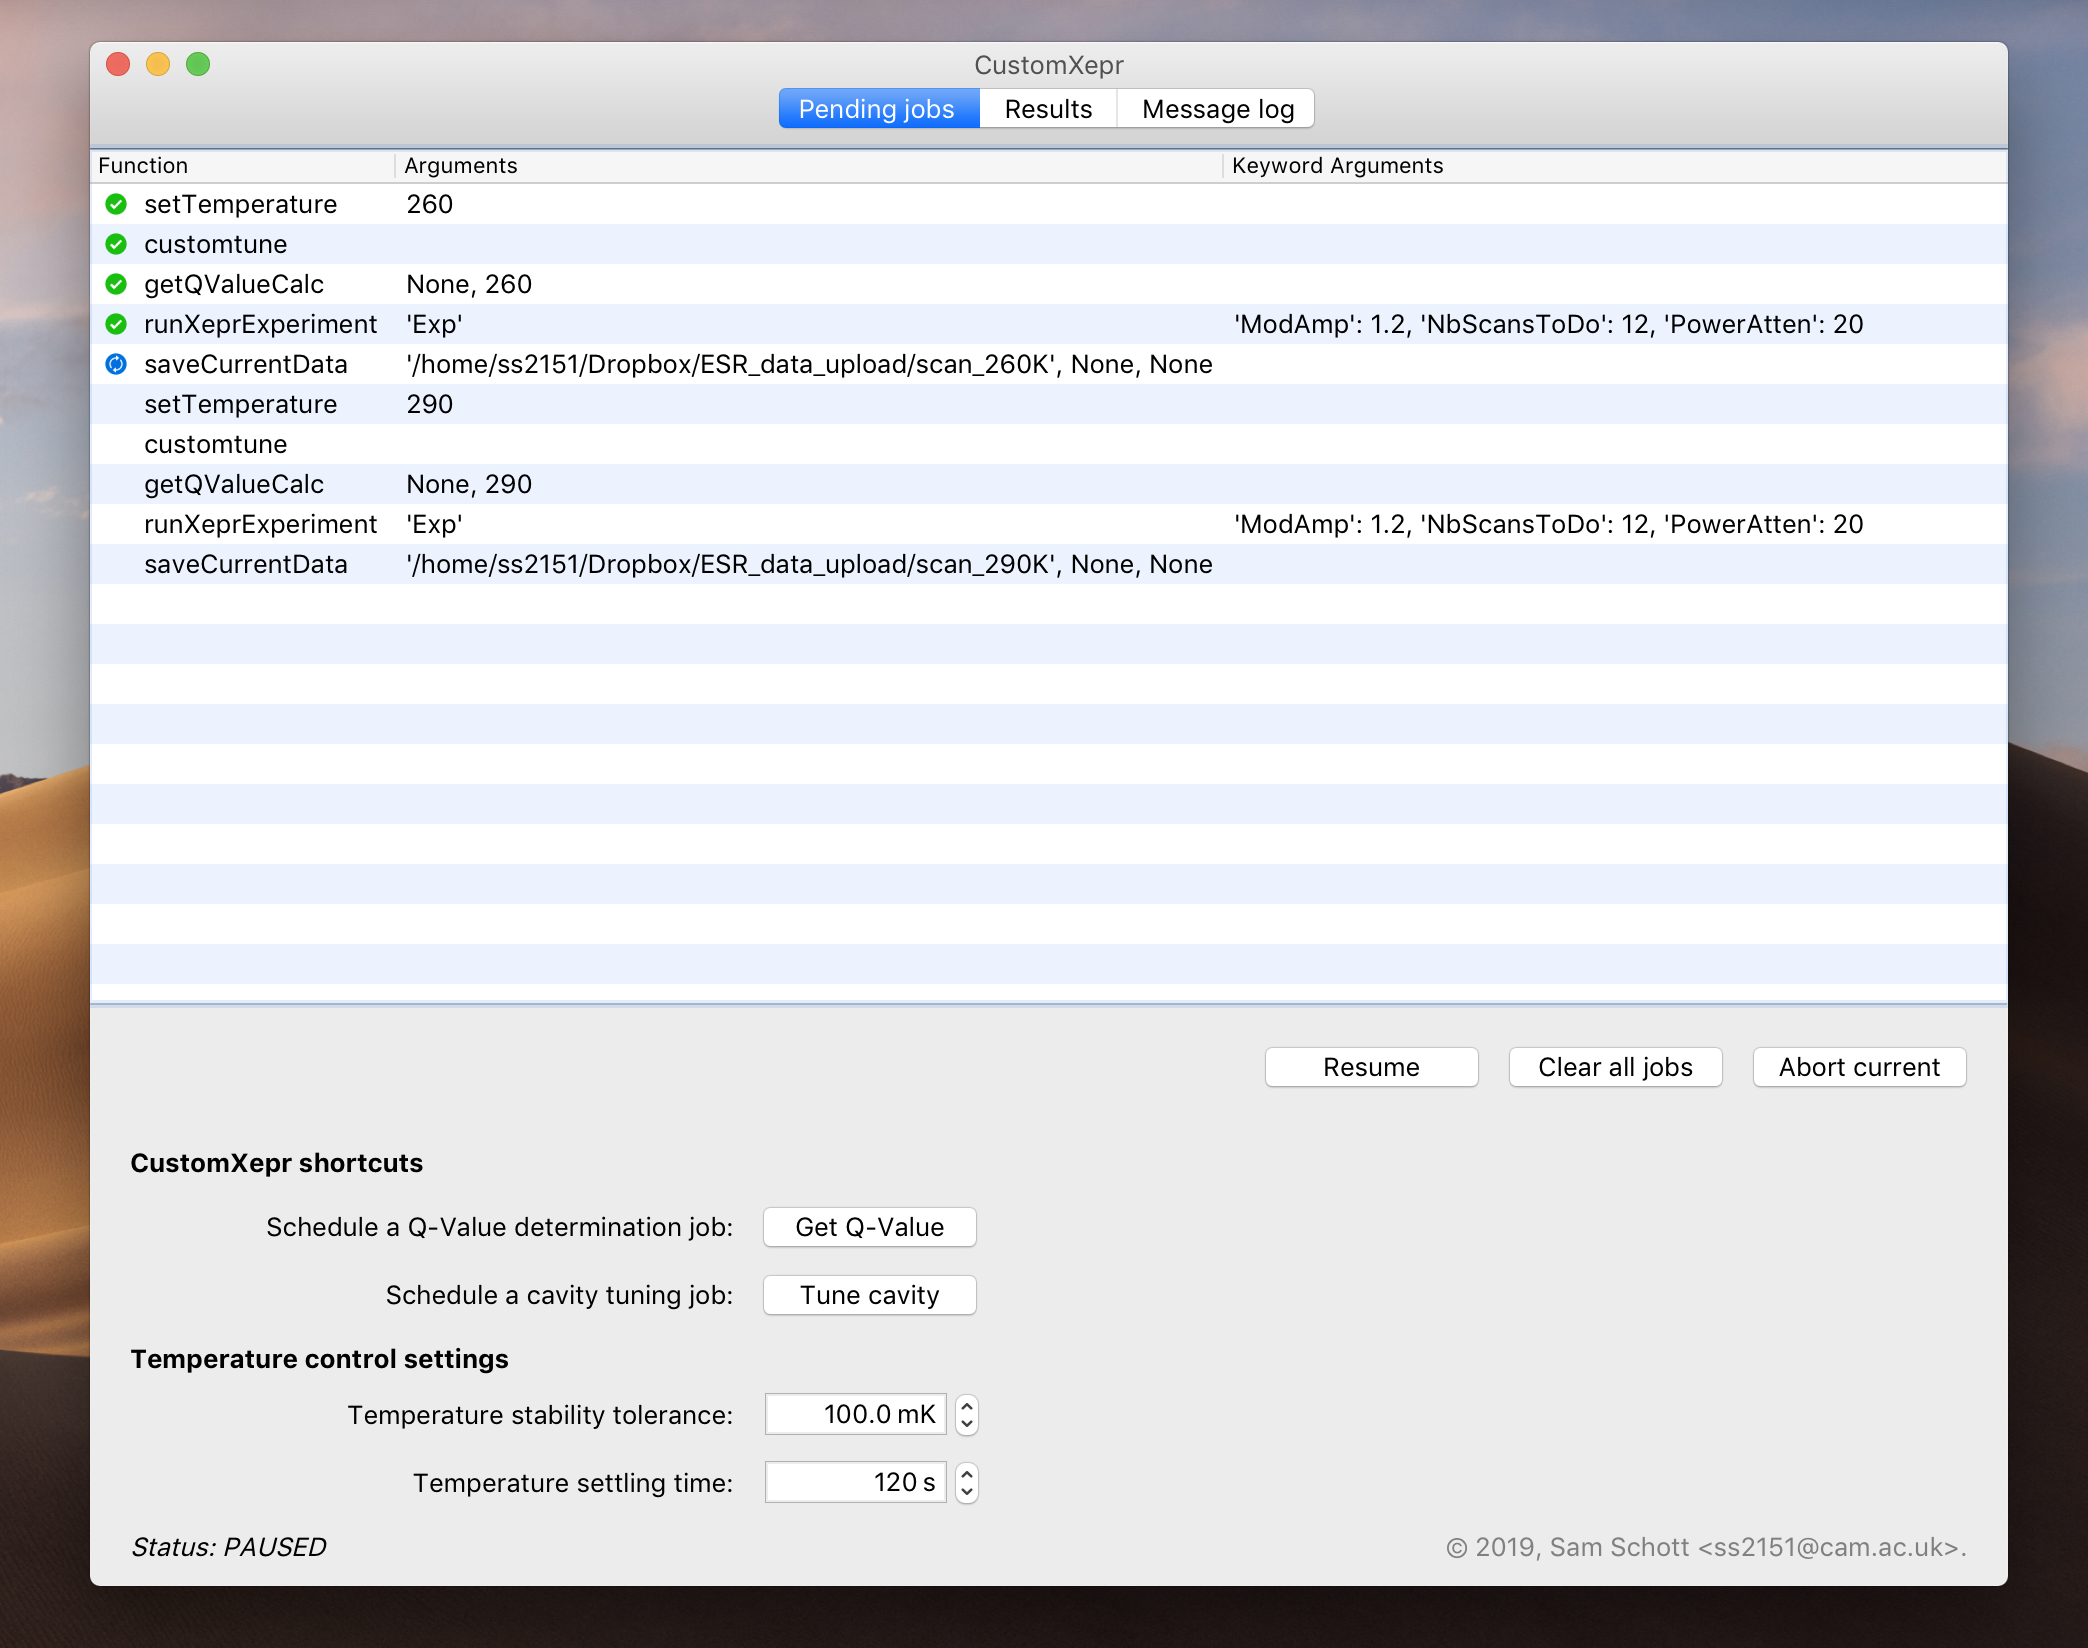 CustomXepr
Pending jobs Results Message log
Function Arguments Keyword Arguments
setTemperature 260
customtune
getQValueCalc None, 260
runXeprExperiment 'Exp' 'ModAmp': 1.2, 'NbScansToDo': 12, 'PowerAtten': 20
saveCurrentData '/home/ss2151/Dropbox/ESR_data_upload/scan_260K', None, None
setTemperature 290
customtune
getQValueCalc None, 290
runXeprExperiment 'Exp' 'ModAmp': 1.2, 'NbScansToDo': 12, 'PowerAtten': 20
saveCurrentData '/home/ss2151/Dropbox/ESR_data_upload/scan_290K', None, None
Resume Clear all jobs Abort current
CustomXepr shortcuts
Schedule a Q-Value determination job: Get Q-Value
Schedule a cavity tuning job: Tune cavity
Temperature control settings
Temperature stability tolerance: 100.0 mK
Temperature settling time: 120 s
Status: PAUSED © 2019, Sam Schott <ss2151@cam.ac.uk>.